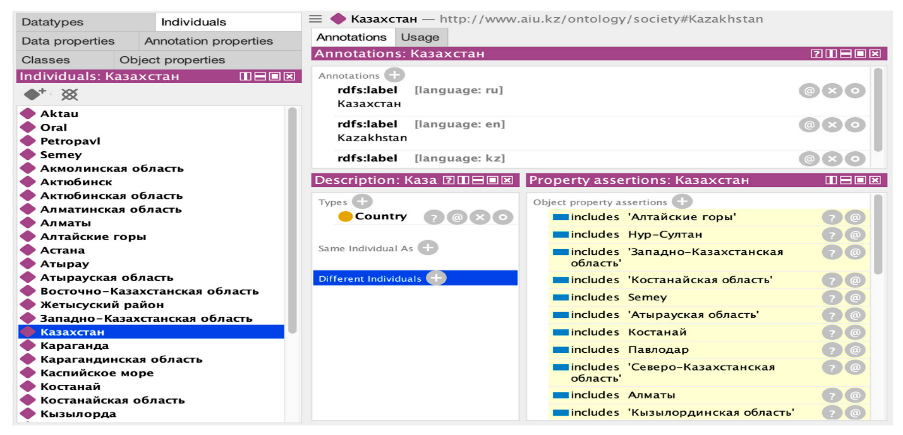 Datatypes
Individuals
Data properties
Annotation properties
Classes
Object properties
Individuals: Казахстан
Aktau
Oral
Petropavl
Semey
Акмолинская область
Актюбинск
Актюбинская область
Алматинская область
Алматы
Алтайские горы
Астана
Атырау
Атырауская область
Восточно-Казахстанская область
Жетысуский район
Западно-Казахстанская область
Казахстан
Караганда
Карагандинская область
Каспийское море
Костанай
Костанайская область
Кызылорда
Казахстан — http://www.aiu.kz/ontology/society#Kazakhstan
Annotations
Usage
Annotations: Казахстан
Annotations
rdfs:label [language: ru]
Казахстан
rdfs:label [language: en]
Kazakhstan
rdfs:label [language: kz]
Description: Каза
Types
Country
Same Individual As
Different Individuals
Property assertions: Казахстан
Object property assertions
includes 'Алтайские горы'
includes Нур-Султан
includes 'Западно-Казахстанская
область'
includes 'Костанайская область'
includes Semey
includes 'Атырауская область'
includes Костанай
includes Павлодар
includes 'Северо-Казахстанская
область'
includes Алматы
includes 'Кызылординская область'